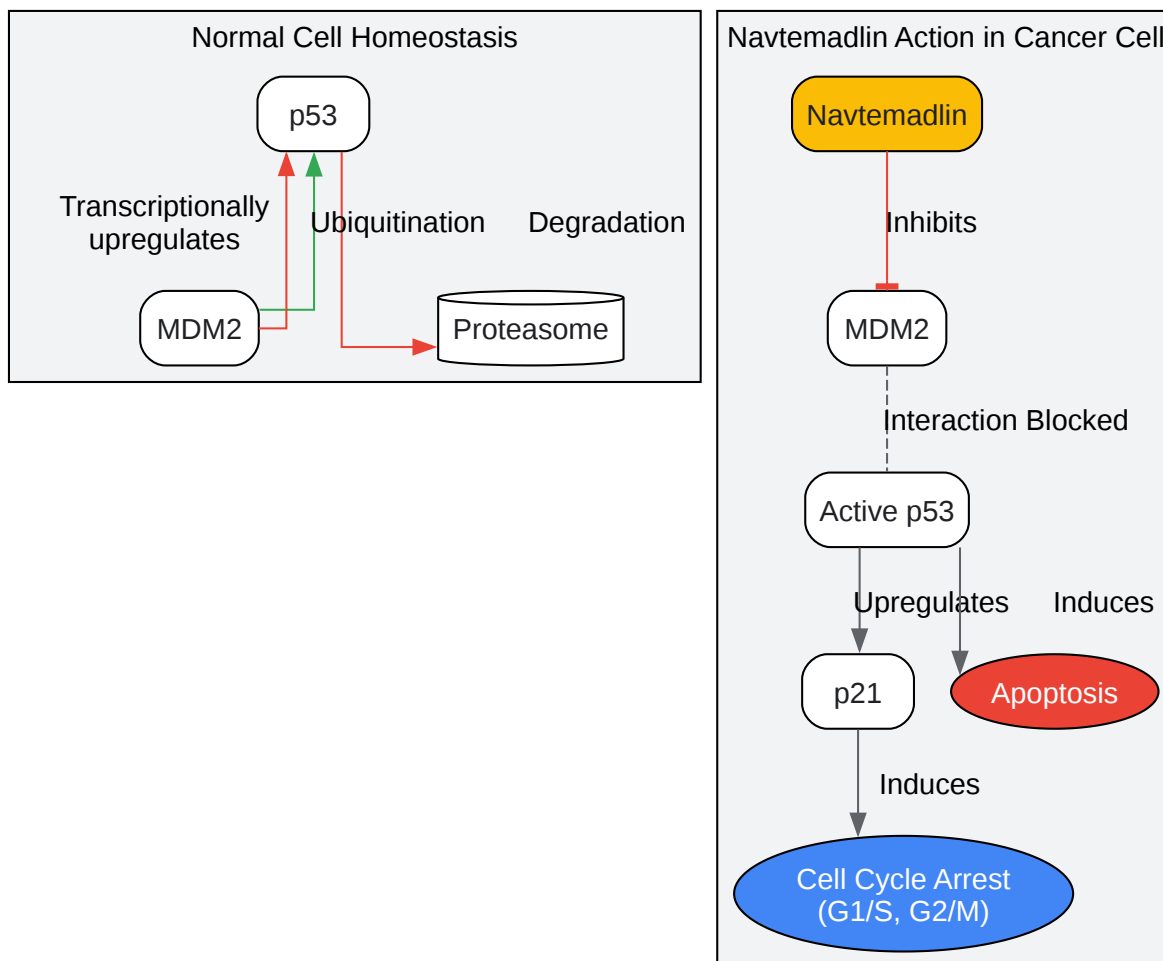 Normal Cell Homeostasis
p53
Transcriptionally
upregulates
Ubiquitination
Degradation
MDM2
Proteasome
Navtemadlin Action in Cancer Cell
Navtemadlin
Inhibits
MDM2
Interaction Blocked
Active p53
Upregulates
Induces
p21
Apoptosis
Induces
Cell Cycle Arrest
(G1/S, G2/M)